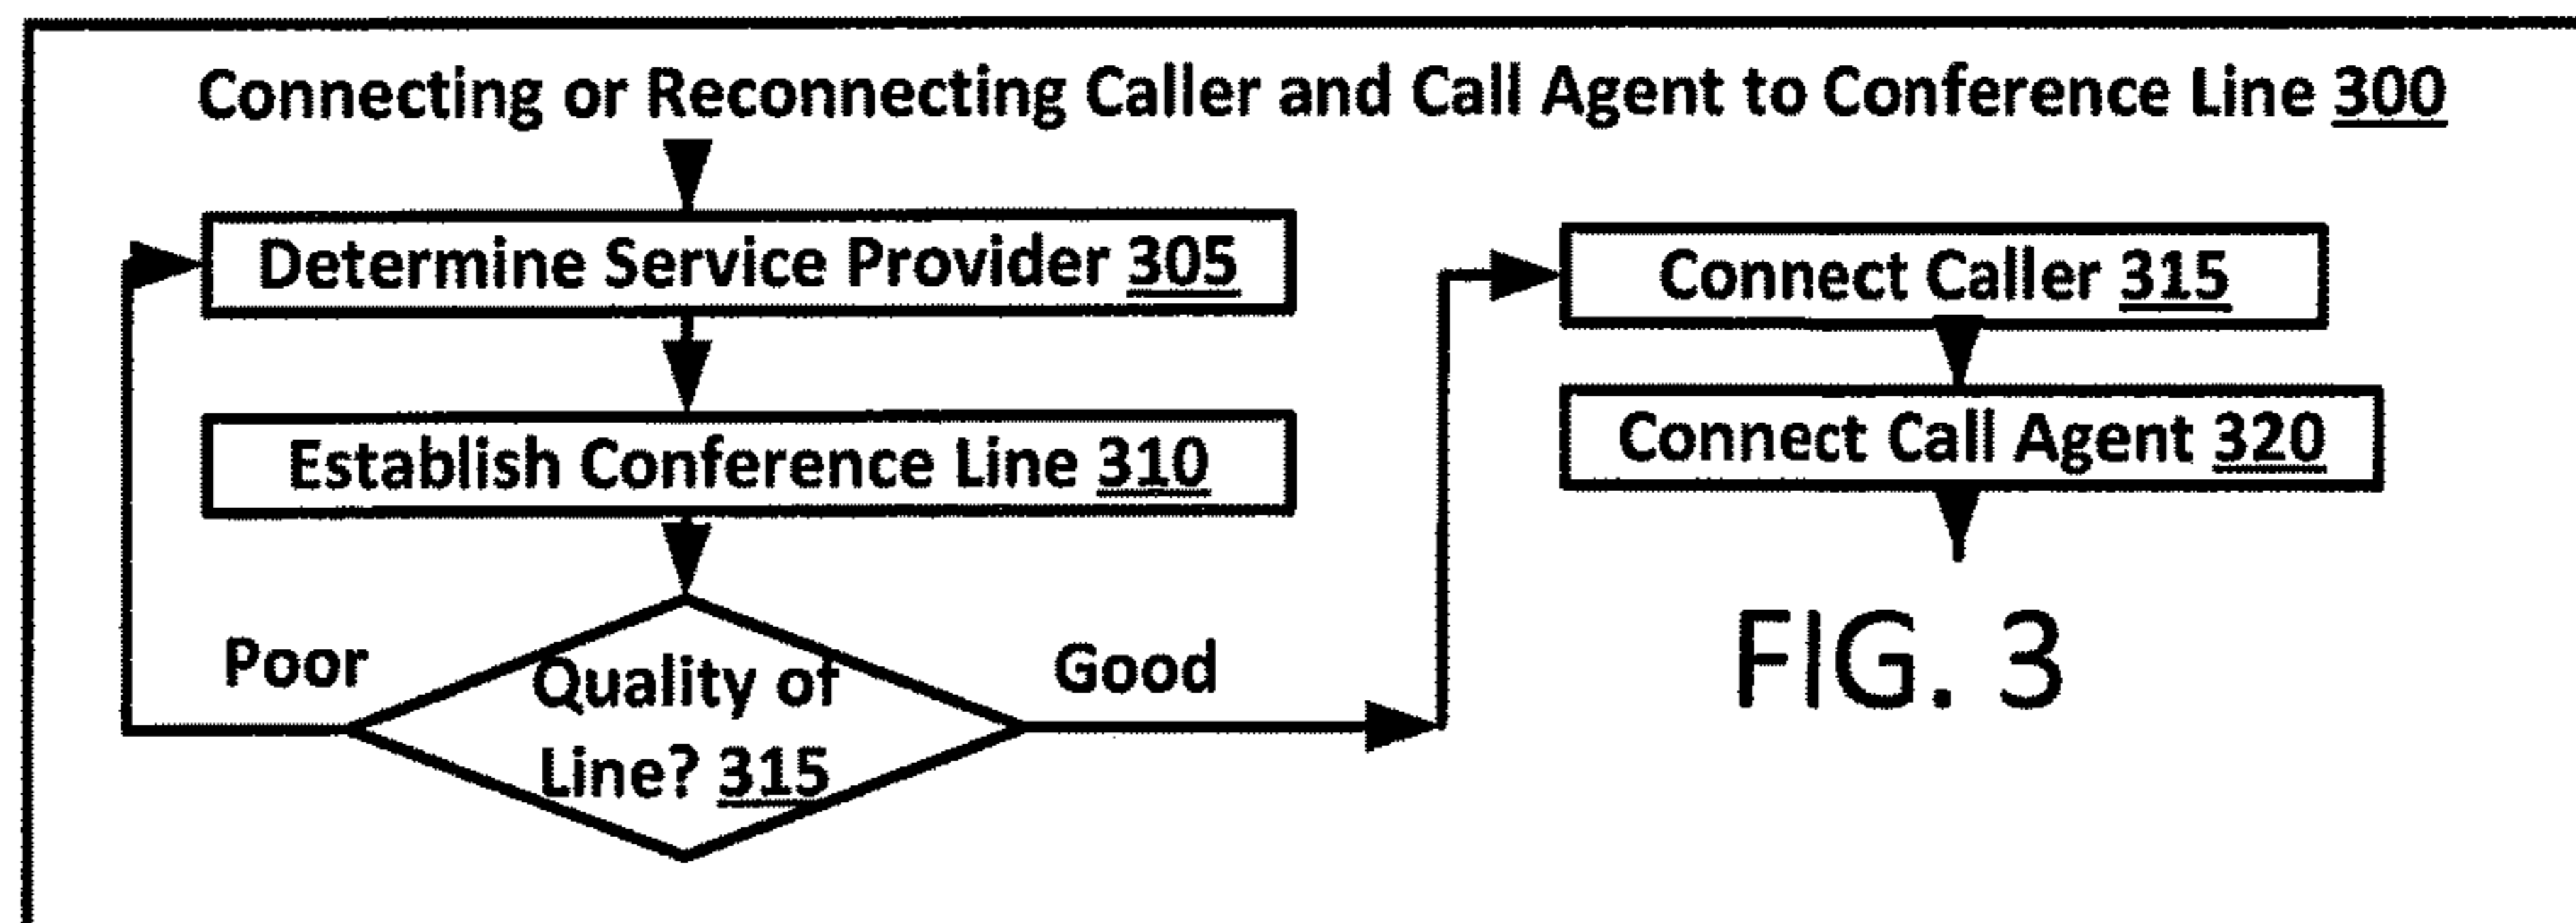 Connecting or Reconnecting Caller and Call Agent to Conference Line 300
Determine Service Provider 305
Establish Conference Line 310
Poor
Quality of
Line? 315
Good
Connect Caller 315
Connect Call Agent 320
FIG. 3